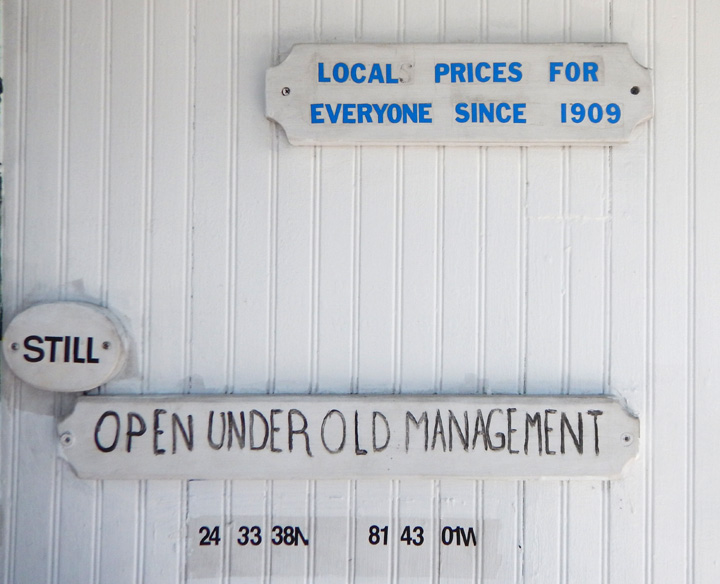 LOCALS PRICES FOR
EVERYONE SINCE 1909
STILL
OPEN UNDER OLD MANAGEMENT
24 33 38N 81 43 01W